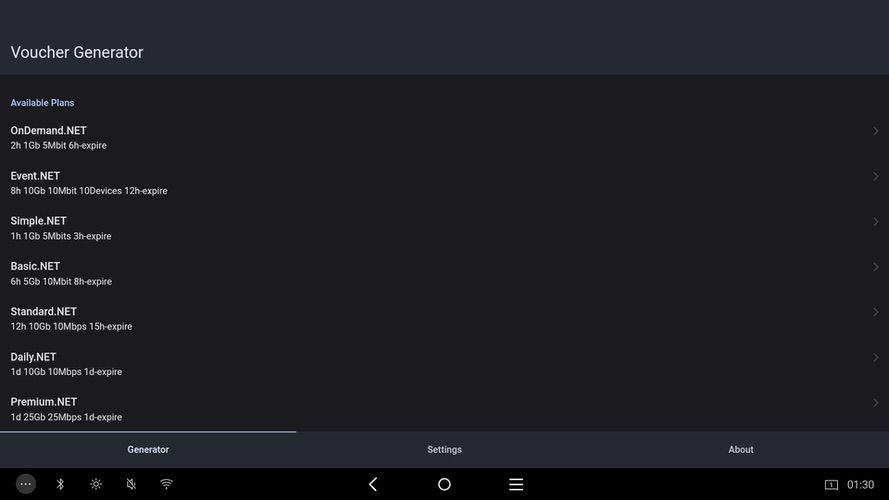 Voucher Generator
Available Plans
OnDemand.NET
2h 1Gb 5Mbit 6h-expire
Event.NET
8h 10Gb 10Mbit 10Devices 12h-expire
Simple.NET
1h 1Gb 5Mbits 3h-expire
Basic.NET
6h 5Gb 10Mbit 8h-expire
Standard.NET
12h 10Gb 10Mbps 15h-expire
Daily.NET
1d 10Gb 10Mbps 1d-expire
Premium.NET
1d 25Gb 25Mbps 1d-expire
Generator Settings About
1 01:30